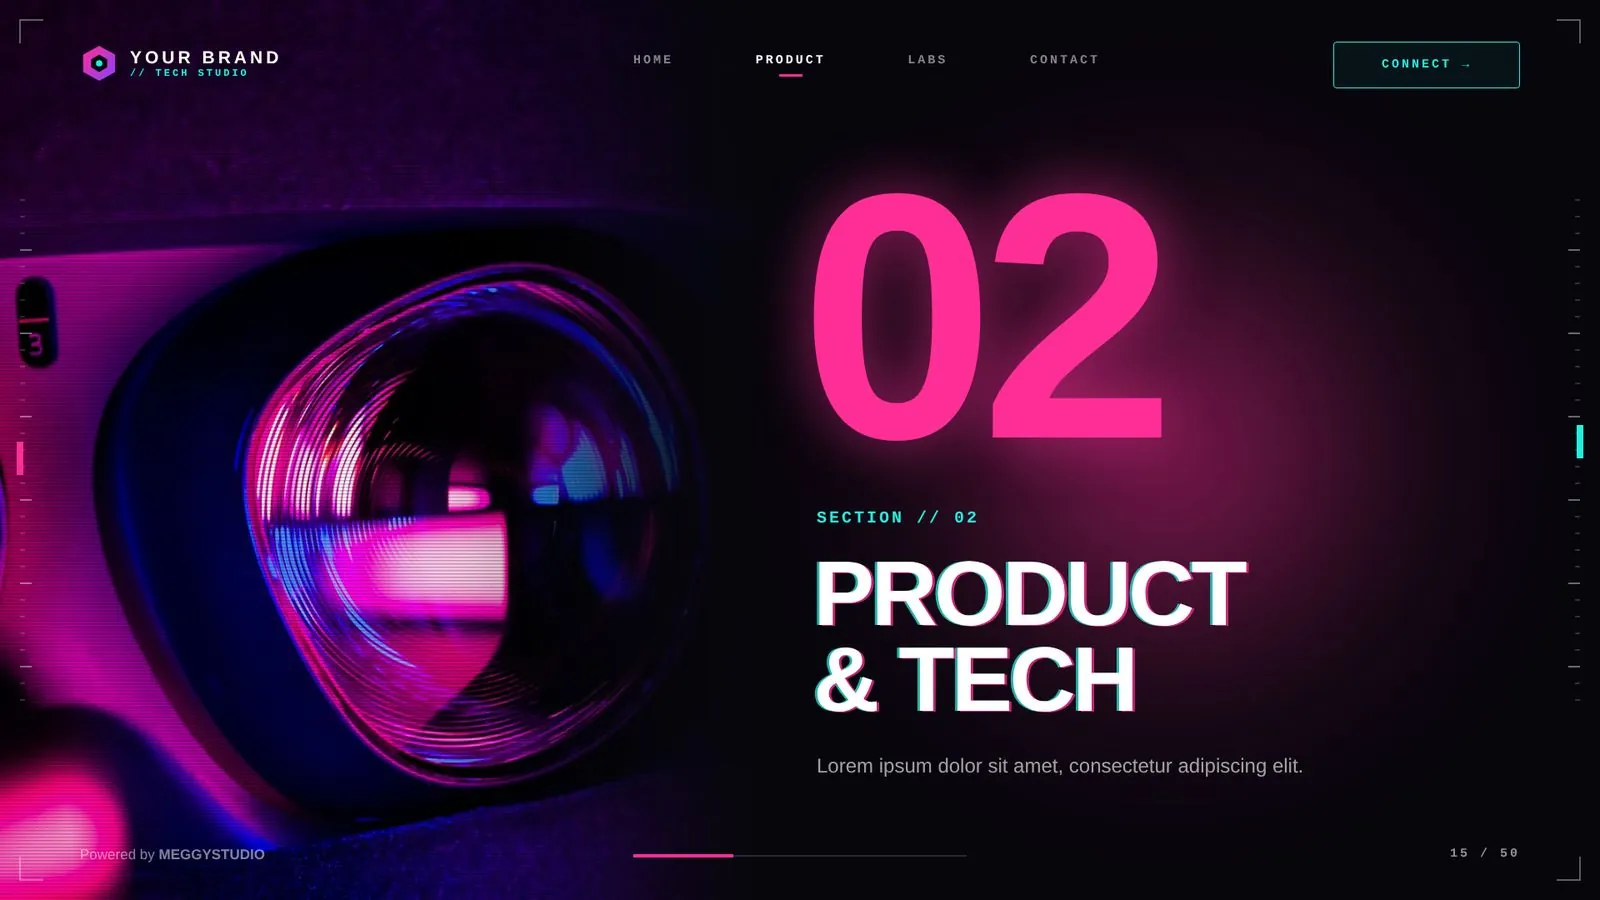 YOUR BRAND
// TECH STUDIO
HOME
PRODUCT
LABS
CONTACT
CONNECT →
3
02
SECTION // 02
PRODUCT
& TECH
Lorem ipsum dolor sit amet, consectetur adipiscing elit.
Powered by MEGGYSTUDIO
15 / 50